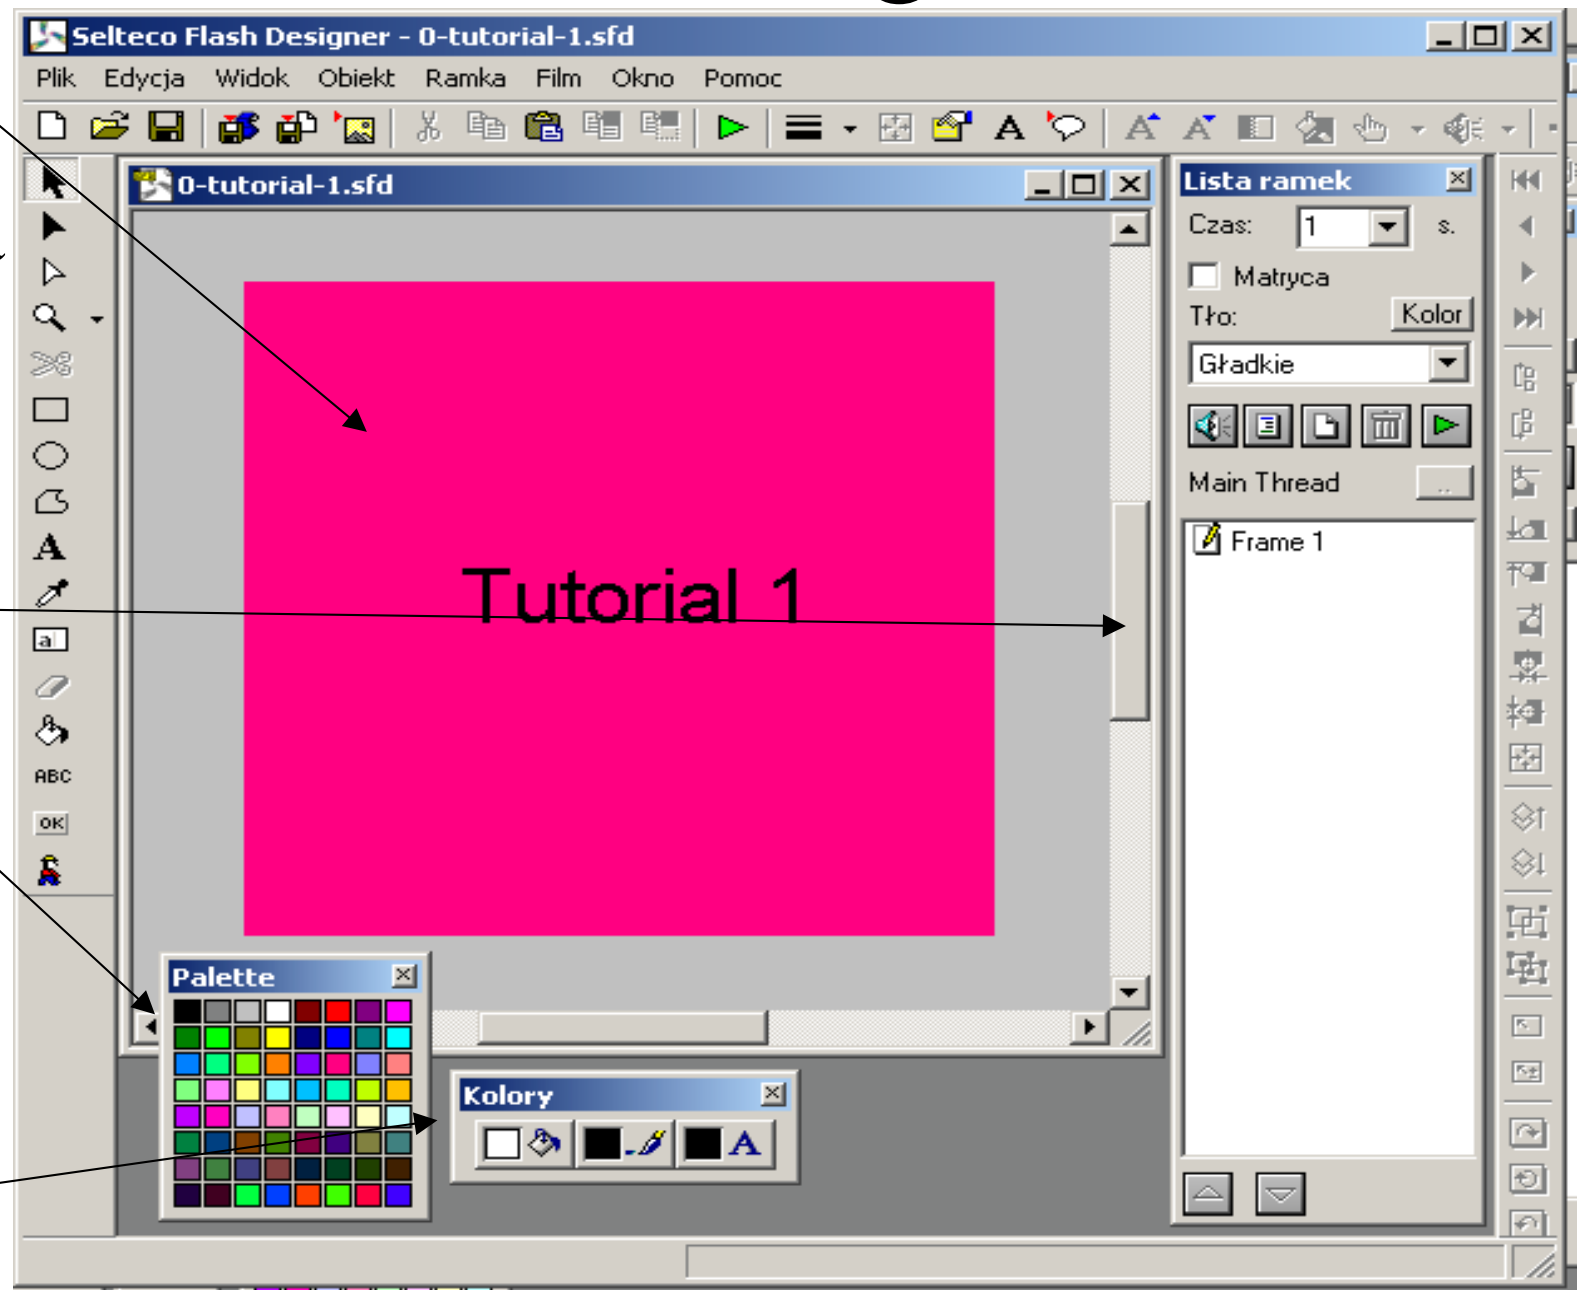 Selteco Flash Designer - 0-tutorial-1.sfd
Plik Edycja Widok Obiekt Ramka Film Okno Pomoc
0-tutorial-1.sfd
Tutorial 1
Lista ramek
Czas: 1 s.
Matryca
Tło: Kolor
Gładkie
Main Thread ..
Frame 1
A
a
ABC
OK
Palette
Kolory
A